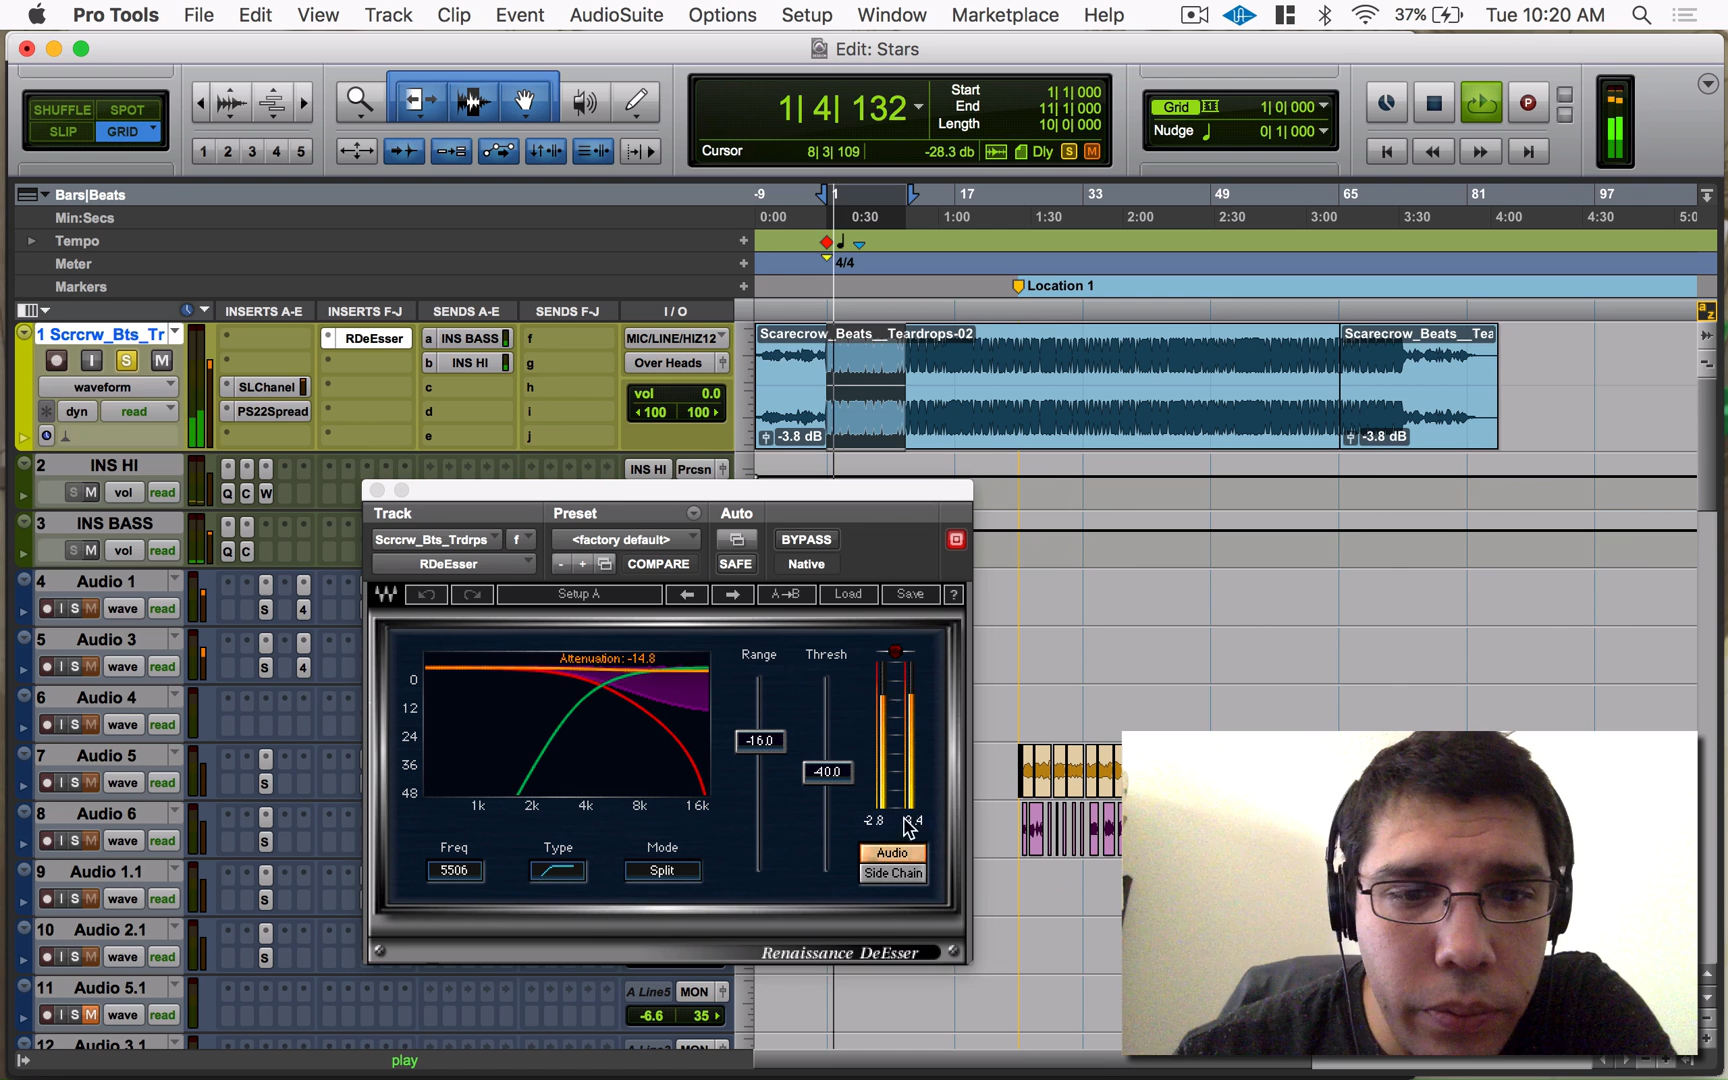 Pro Tools File Edit View Track Clip Event AudioSuite Options Setup Window Marketplace Help 37% Tue 10:20 AM
Edit: Stars
SHUFFLE SPOT
SLIP GRID
1 2 3 4 5
1| 4| 132
Start 1| 1| 000
End 11| 1| 000
Length 10| 0| 000
Cursor 8| 3| 109 -28.3 db Dly S M
Grid 1| 0| 000
Nudge 0| 1| 000
Bars|Beats -9 1 17 33 49 65 81 97
Min:Secs 0:00 0:30 1:00 1:30 2:00 2:30 3:00 3:30 4:00 4:30
Tempo
Meter 4/4
Markers Location 1
INSERTS A-E INSERTS F-J SENDS A-E SENDS F-J I / O
1 Scrcrw_Bts_Tr RDeEsser a INS BASS f MIC/LINE/HIZ12 Scarecrow_Beats__Teardrops-02 Scarecrow_Beats__Tea
I S M b INS HI g Over Heads
waveform SLChanel c h vol 0.0
dyn read PS22Spread d i 100 100
e j -3.8 dB -3.8 dB
2 INS HI INS HI Prcsn
S M vol read Q C W
3 INS BASS
S M vol read Q C
4 Audio 1
I S M wave read S 4
5 Audio 3
I S M wave read S 4
6 Audio 4
I S M wave read
7 Audio 5
I S M wave read S
8 Audio 6
I S M wave read S
9 Audio 1.1
I S M wave read S
10 Audio 2.1
I S M wave read S
11 Audio 5.1 A Line5 MON
I S M wave read -6.6 35
12 Audio 3.1 MON
play
Track Preset Auto
Scrcrw_Bts_Trdrps f <factory default> BYPASS
RDeEsser - + COMPARE SAFE Native
Setup A A→B Load Save ?
Attenuation: -14.8
Range Thresh
0
12
24
36
48
1k 2k 4k 8k 16k
-16.0
-40.0
-2.8
Freq Type Mode
5506 Split
Audio
Side Chain
Renaissance DeEsser